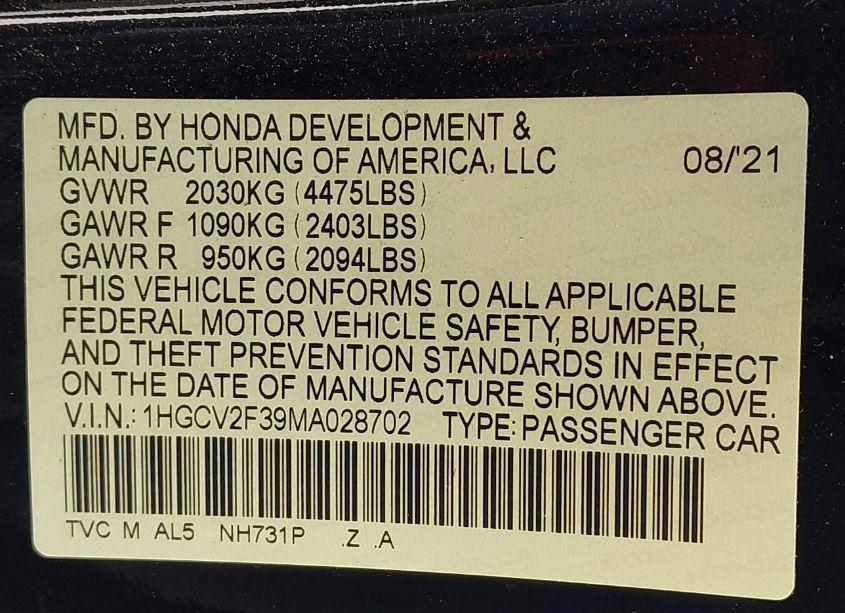 MFD. BY HONDA DEVELOPMENT &
MANUFACTURING OF AMERICA, LLC 08/'21
GVWR 2030KG (4475LBS)
GAWR F 1090KG (2403LBS)
GAWR R 950KG (2094LBS)
THIS VEHICLE CONFORMS TO ALL APPLICABLE
FEDERAL MOTOR VEHICLE SAFETY, BUMPER,
AND THEFT PREVENTION STANDARDS IN EFFECT
ON THE DATE OF MANUFACTURE SHOWN ABOVE.
V.I.N.: 1HGCV2F39MA028702 TYPE: PASSENGER CAR
TVC M AL5 NH731P .Z .A